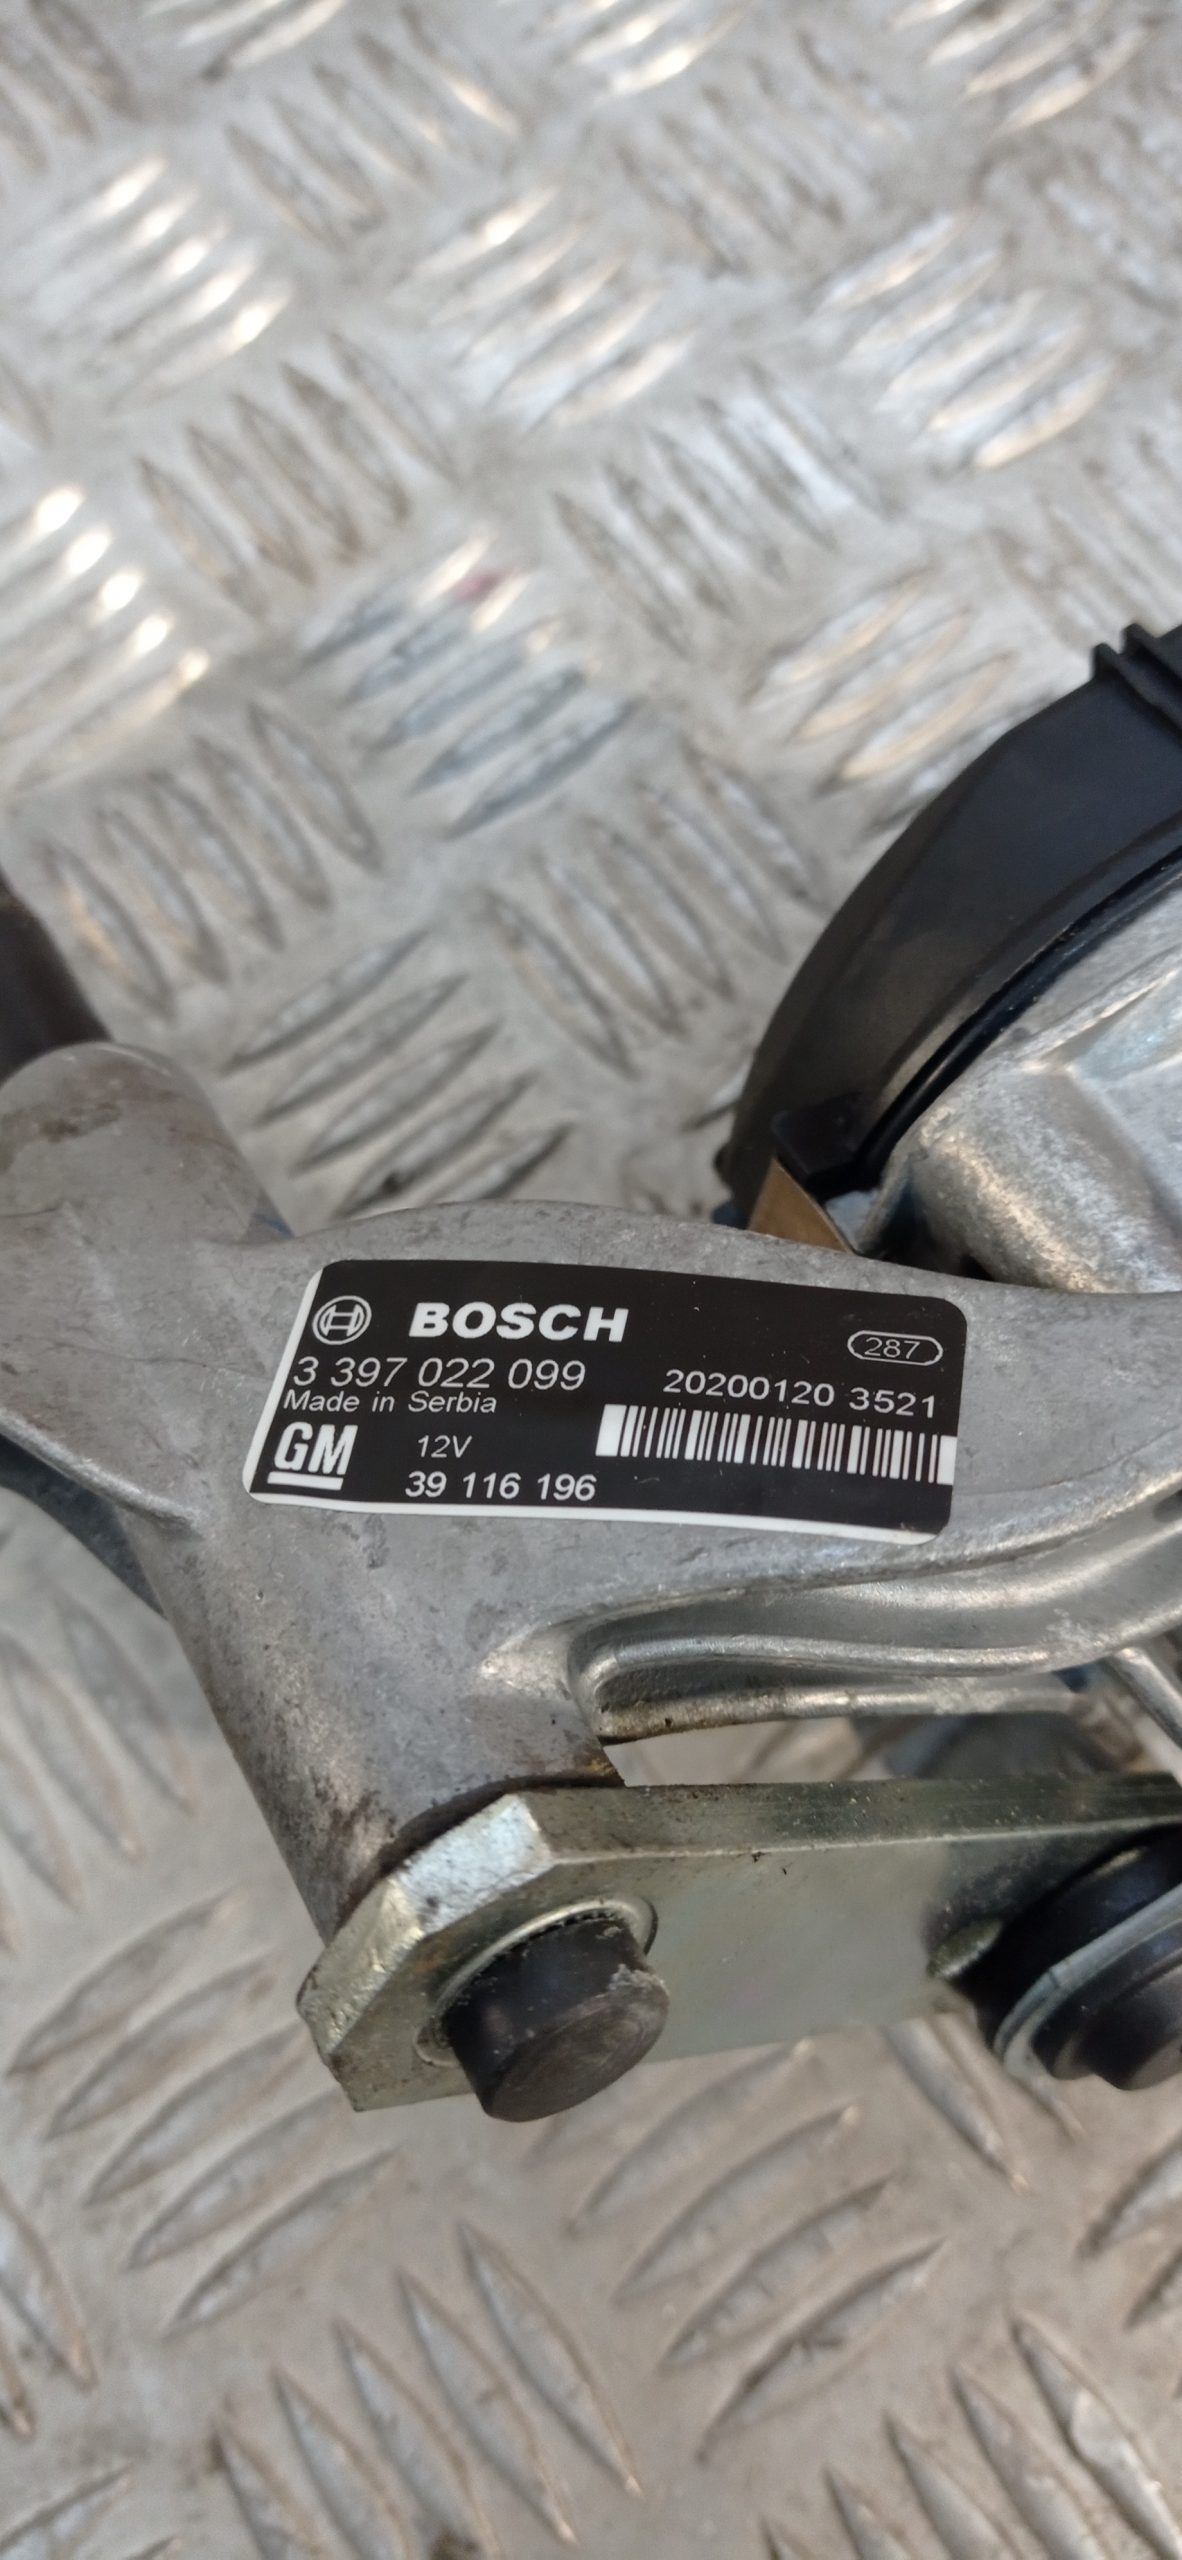 BOSCH
287
3 397 022 099
20200120 3521
Made in Serbia
GM
12V
39 116 196